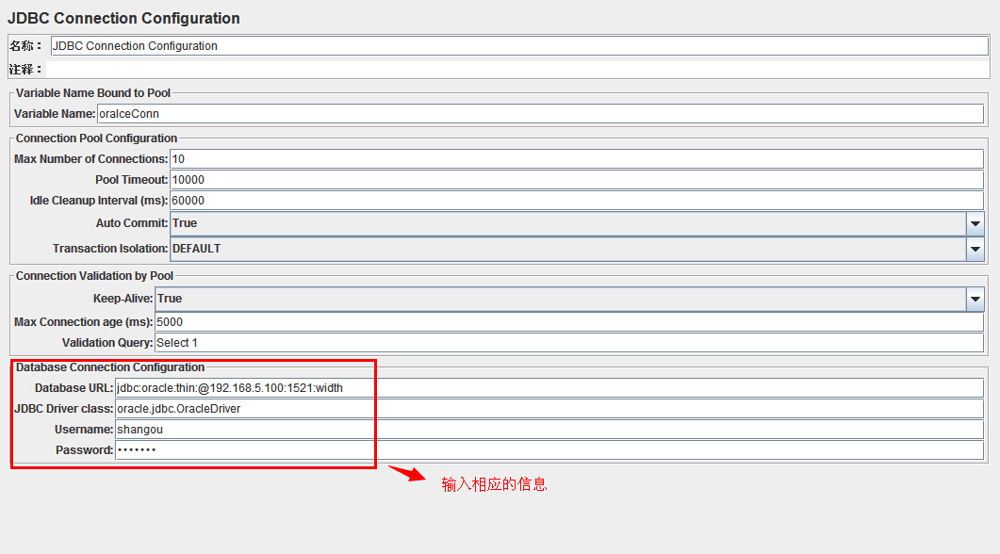 JDBC Connection Configuration
名称： JDBC Connection Configuration
注释：
Variable Name Bound to Pool
Variable Name: oralceConn
Connection Pool Configuration
Max Number of Connections: 10
Pool Timeout: 10000
Idle Cleanup Interval (ms): 60000
Auto Commit: True
Transaction Isolation: DEFAULT
Connection Validation by Pool
Keep-Alive: True
Max Connection age (ms): 5000
Validation Query: Select 1
Database Connection Configuration
Database URL: jdbc:oracle:thin:@192.168.5.100:1521:width
JDBC Driver class: oracle.jdbc.OracleDriver
Username: shangou
Password: •••••••
输入相应的信息